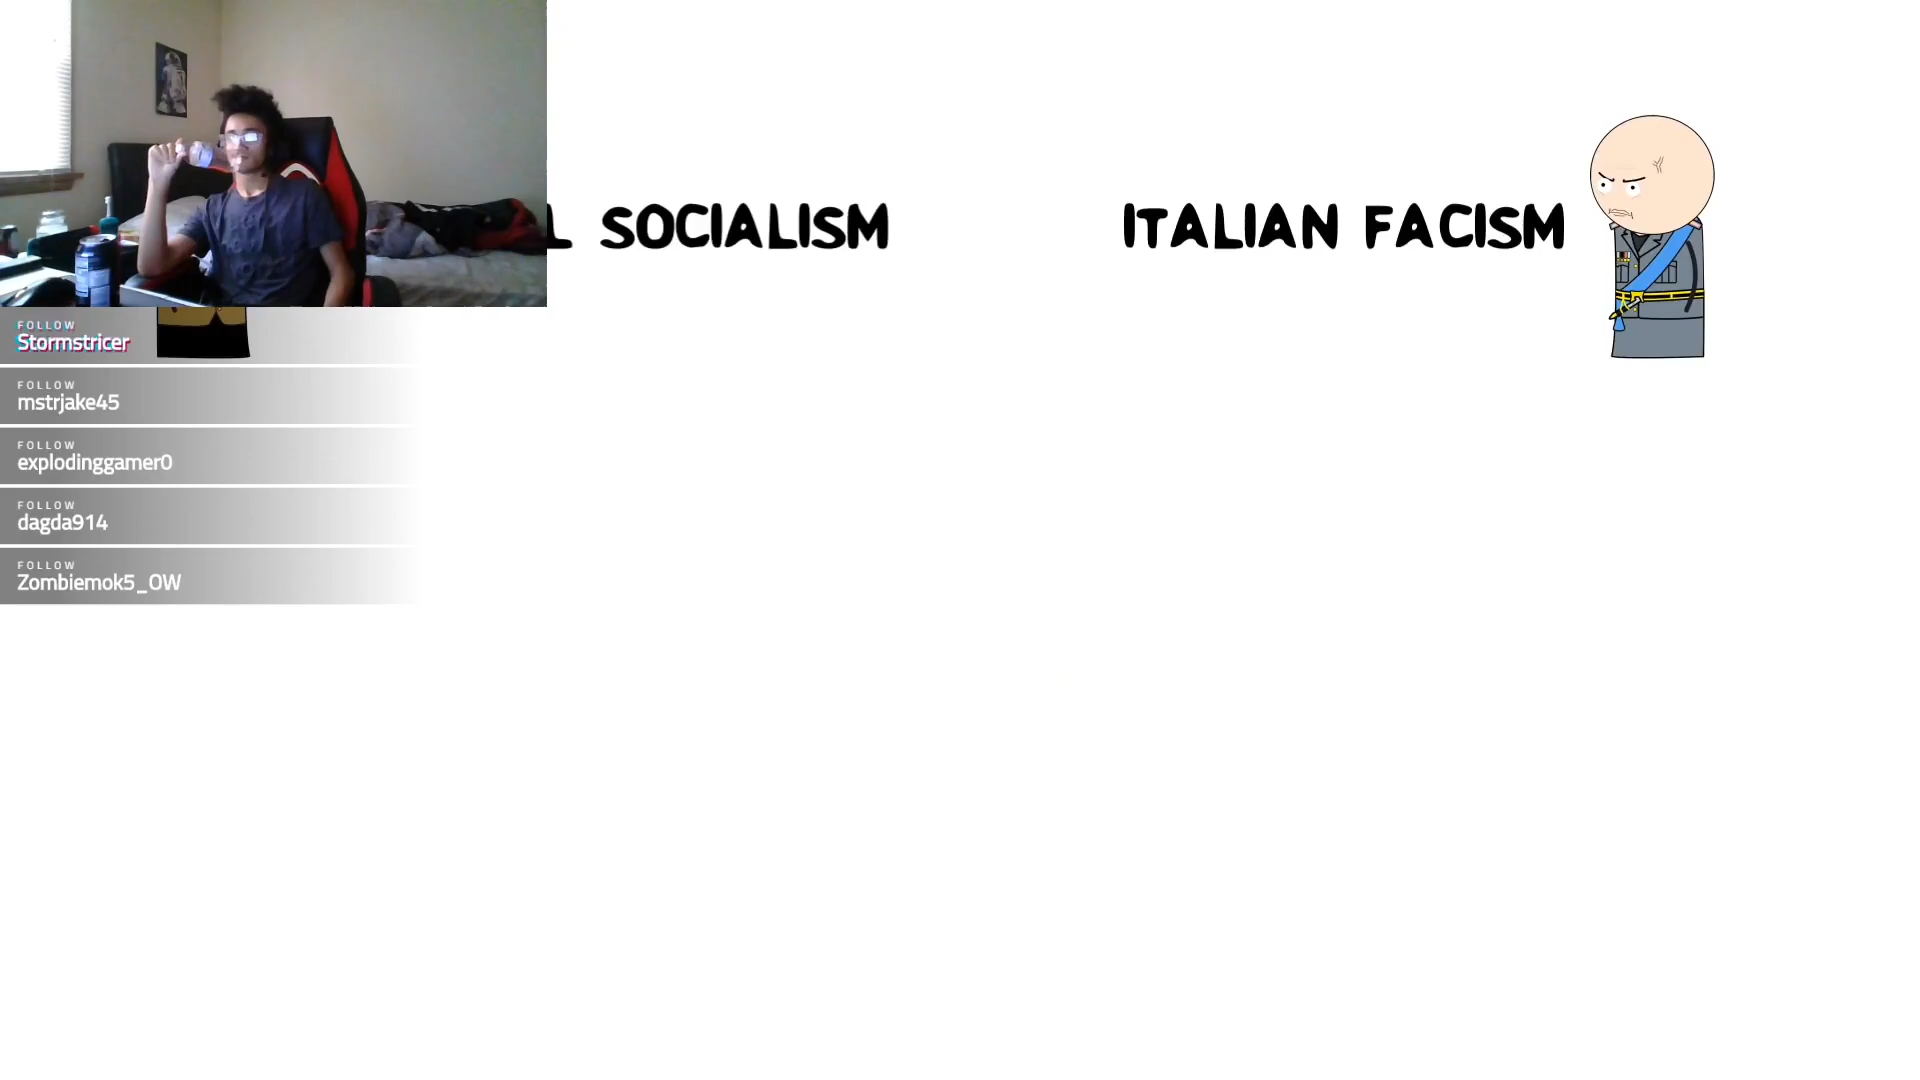 L SOCIALISM
ITALIAN FACISM
FOLLOW
Stormstricer
FOLLOW
mstrjake45
FOLLOW
explodinggamer0
FOLLOW
dagda914
FOLLOW
Zombiemok5_OW